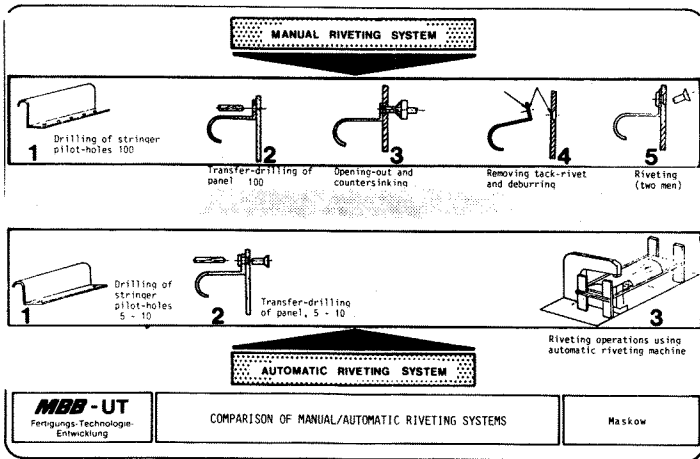 MANUAL RIVETING SYSTEM
1
Drilling of stringer
pilot-holes 100
2
Transfer-drilling of
panel 100
3
Opening-out and
countersinking
4
Removing tack-rivet
and deburring
5
Riveting
(two men)
1
Drilling of
stringer
pilot-holes
5 - 10
2
Transfer-drilling
of panel, 5 - 10
3
Riveting operations using
automatic riveting machine
AUTOMATIC RIVETING SYSTEM
MBB - UT
Fertigungs-Technologie-
Entwicklung
COMPARISON OF MANUAL/AUTOMATIC RIVETING SYSTEMS
Maskow